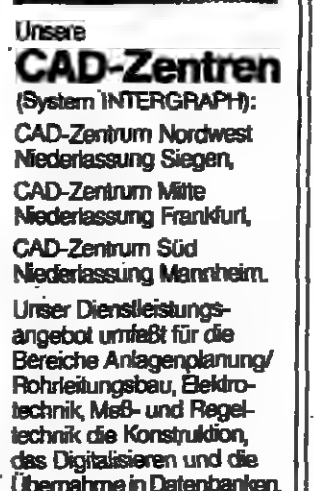 Unsere
CAD-Zentren
(System INTERGRAPH):
CAD-Zentrum Nordwest
Niederlassung Siegen,
CAD-Zentrum Mitte
Niederlassung Frankfurt,
CAD-Zentrum Süd
Niederlassung Mannheim.
Unser Dienstleistungs-
angebot umfaßt für die
Bereiche Anlagenplanung/
Rohrleitungsbau, Elektro-
technik, Meß- und Regel-
technik die Konstruktion,
das Digitalisieren und die
Übernahme in Datenbanken.